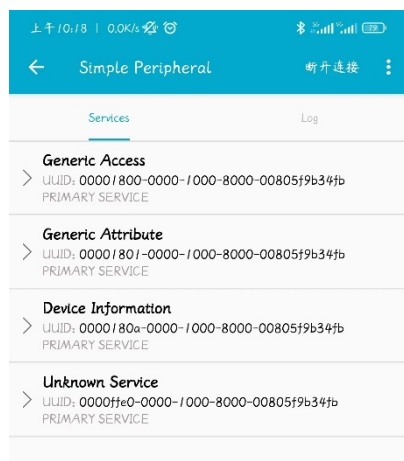 上午10:18 | 0.0K/s
Simple Peripheral 断开连接
Services Log
Generic Access
UUID: 00001800-0000-1000-8000-00805f9b34fb
PRIMARY SERVICE
Generic Attribute
UUID: 00001801-0000-1000-8000-00805f9b34fb
PRIMARY SERVICE
Device Information
UUID: 0000180a-0000-1000-8000-00805f9b34fb
PRIMARY SERVICE
Unknown Service
UUID: 0000ffe0-0000-1000-8000-00805f9b34fb
PRIMARY SERVICE